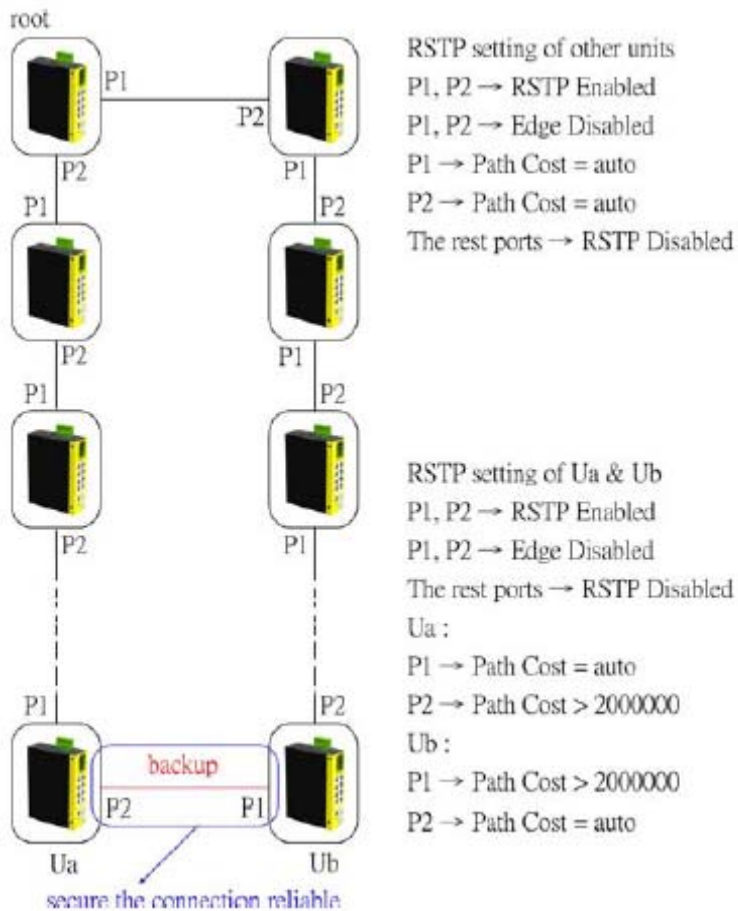 root
P1
P2
P2
P1
P1
P2
P2
P1
P1
P2
P2
P1
P1
P2
backup
P2
P1
Ua
Ub
secure the connection reliable
RSTP setting of other units
P1, P2 → RSTP Enabled
P1, P2 → Edge Disabled
P1 → Path Cost = auto
P2 → Path Cost = auto
The rest ports → RSTP Disabled
RSTP setting of Ua & Ub
P1, P2 → RSTP Enabled
P1, P2 → Edge Disabled
The rest ports → RSTP Disabled
Ua :
P1 → Path Cost = auto
P2 → Path Cost > 2000000
Ub :
P1 → Path Cost > 2000000
P2 → Path Cost = auto